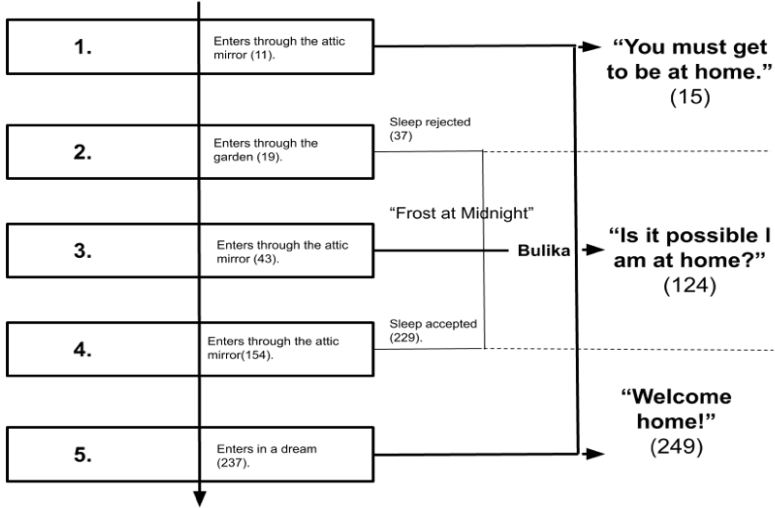 1.
Enters through the attic
mirror (11).
“You must get
to be at home.”
(15)
Sleep rejected
(37)
2.
Enters through the
garden (19).
“Frost at Midnight”
3.
Enters through the attic
mirror (43).
Bulika
“Is it possible I
am at home?”
(124)
Sleep accepted
(229).
4.
Enters through the attic
mirror(154).
“Welcome
home!”
(249)
5.
Enters in a dream
(237).